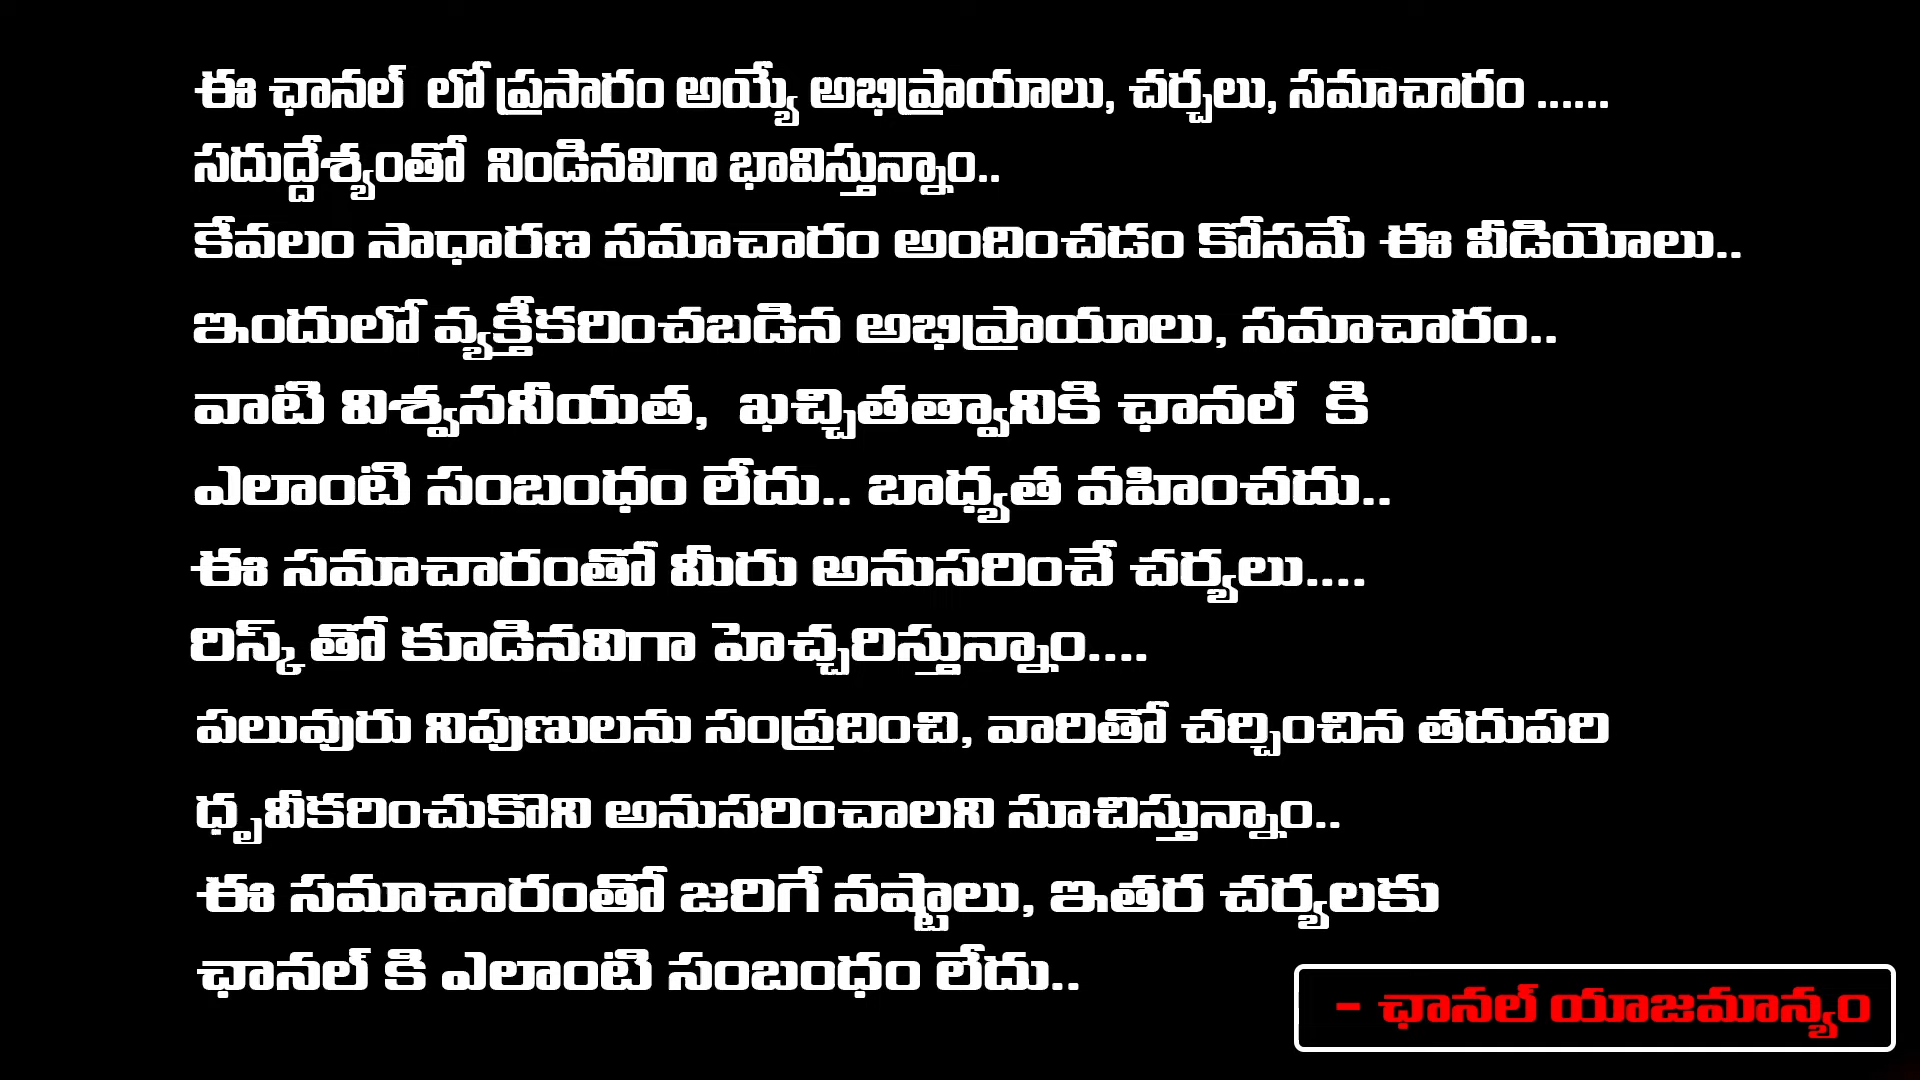 ఈ ఛానల్ లో ప్రసారం అయ్యే అభిప్రాయాలు, చర్చలు, సమాచారం ......
సదుద్దేశ్యంతో నిండినవిగా భావిస్తున్నాం..
కేవలం సాధారణ సమాచారం అందించడం కోసమే ఈ వీడియోలు..
ఇందులో వ్యక్తీకరించబడిన అభిప్రాయాలు, సమాచారం..
వాటి విశ్వసనీయత, ఖచ్చితత్వానికి ఛానల్ కి
ఎలాంటి సంబంధం లేదు.. బాధ్యత వహించదు..
ఈ సమాచారంతో మీరు అనుసరించే చర్యలు....
రిస్క్ తో కూడినవిగా హెచ్చరిస్తున్నాం....
పలువురు నిపుణులను సంప్రదించి, వారితో చర్చించిన తదుపరి
ధృవీకరించుకొని అనుసరించాలని సూచిస్తున్నాం..
ఈ సమాచారంతో జరిగే నష్టాలు, ఇతర చర్యలకు
ఛానల్ కి ఎలాంటి సంబంధం లేదు..
- ఛానల్ యాజమాన్యం